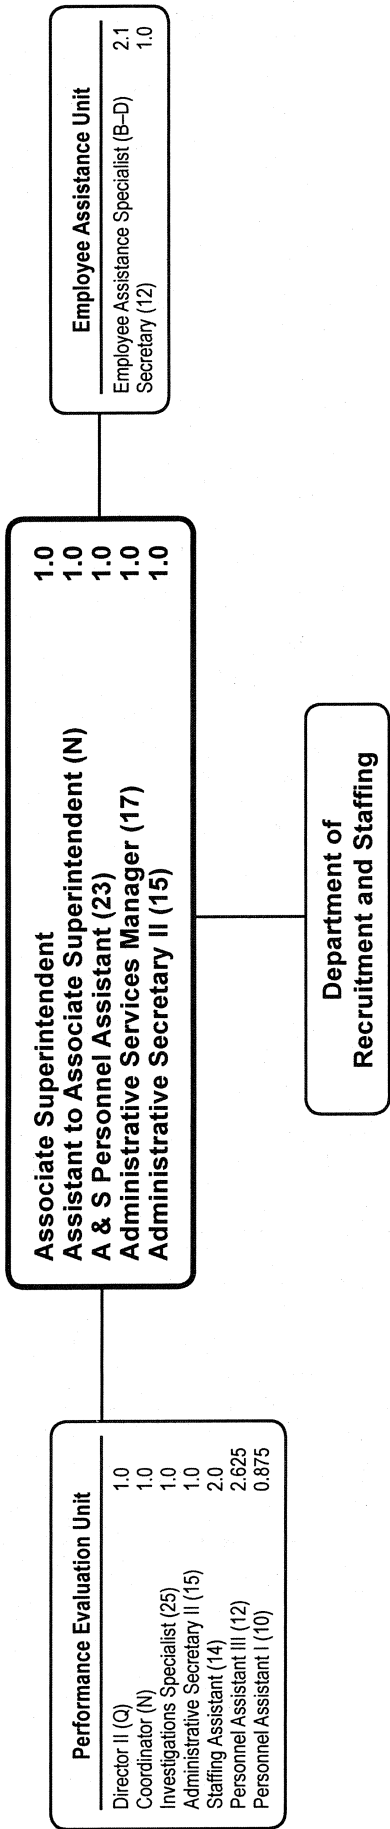 Performance Evaluation Unit
Director II (Q) 1.0
Coordinator (N) 1.0
Investigations Specialist (25) 1.0
Administrative Secretary II (15) 1.0
Staffing Assistant (14) 2.0
Personnel Assistant III (12) 2.625
Personnel Assistant I (10) 0.875
Associate Superintendent 1.0
Assistant to Associate Superintendent (N) 1.0
A & S Personnel Assistant (23) 1.0
Administrative Services Manager (17) 1.0
Administrative Secretary II (15) 1.0
Employee Assistance Unit
Employee Assistance Specialist (B–D) 2.1
Secretary (12) 1.0
Department of
Recruitment and Staffing